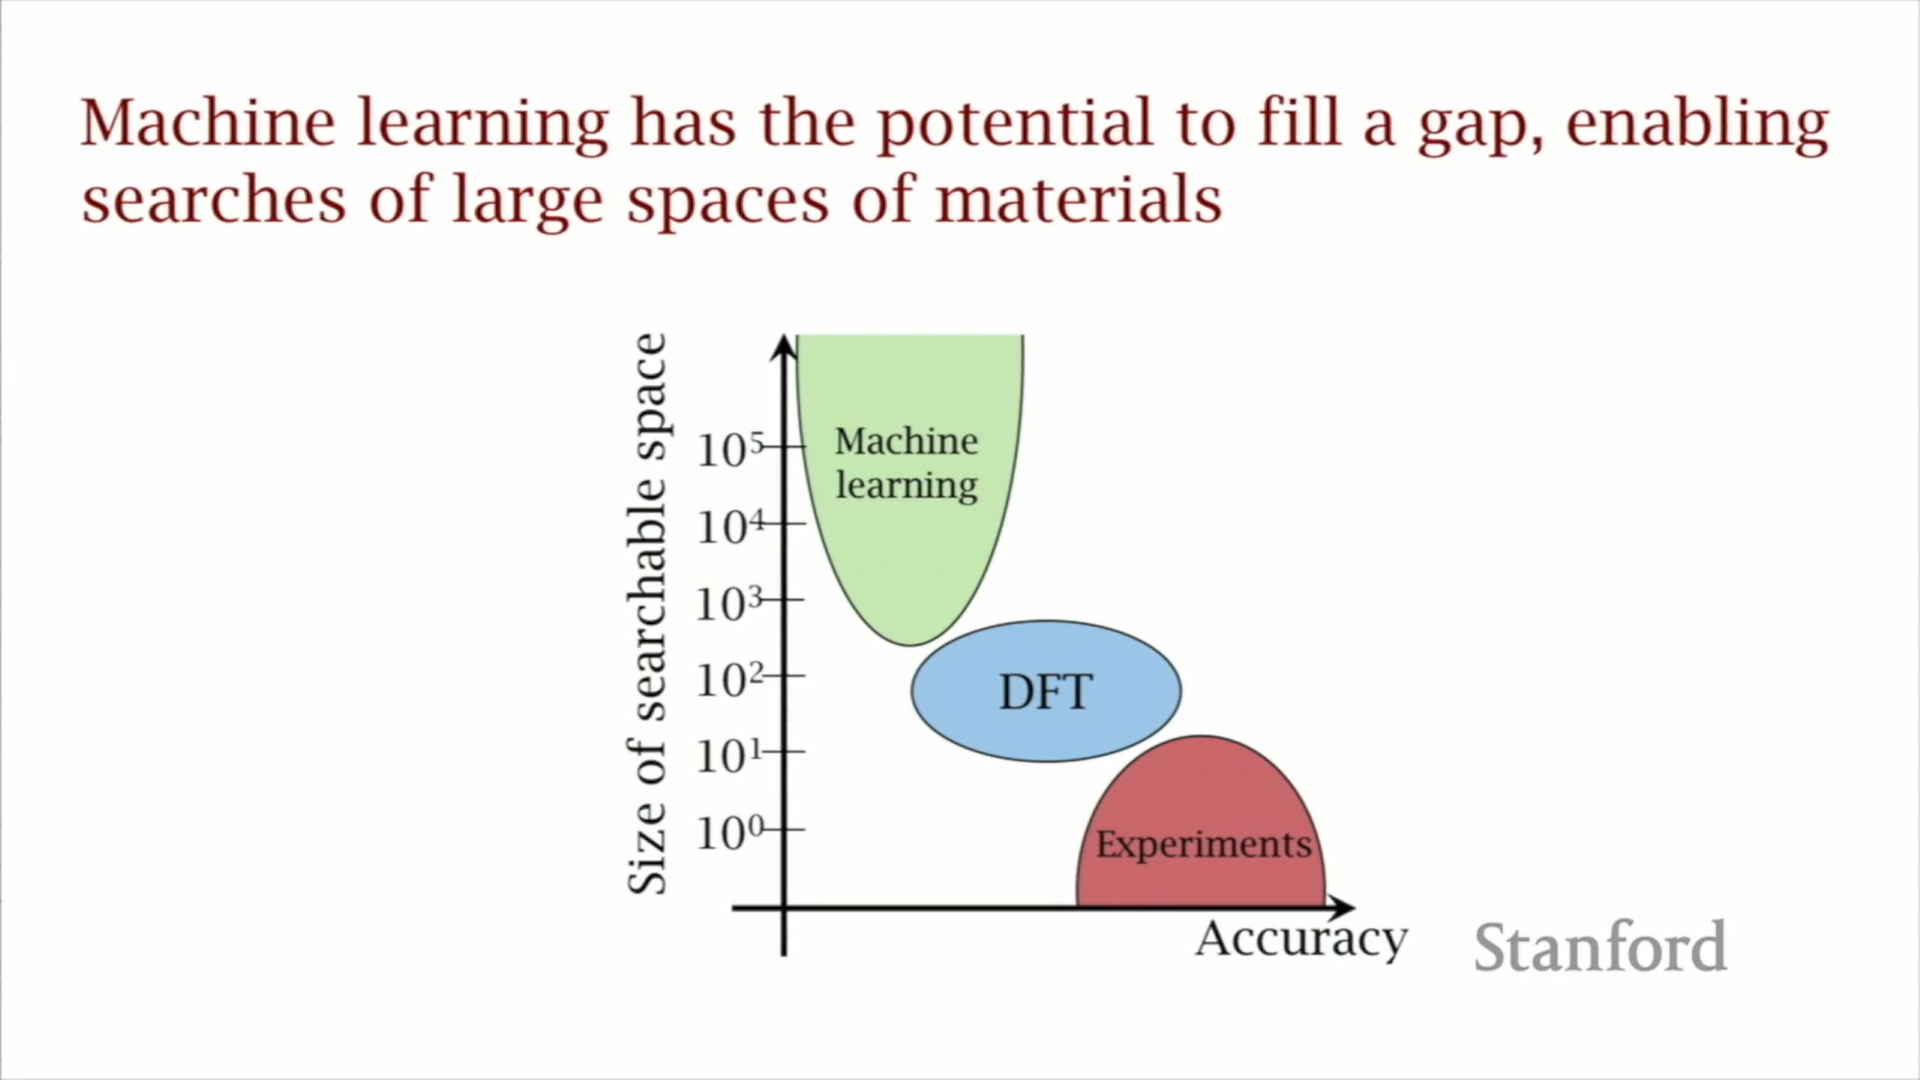 Machine learning has the potential to fill a gap, enabling
searches of large spaces of materials
Size of searchable space
10⁵
10⁴
10³
10²
10¹
10⁰
Machine
learning
DFT
Experiments
Accuracy
Stanford